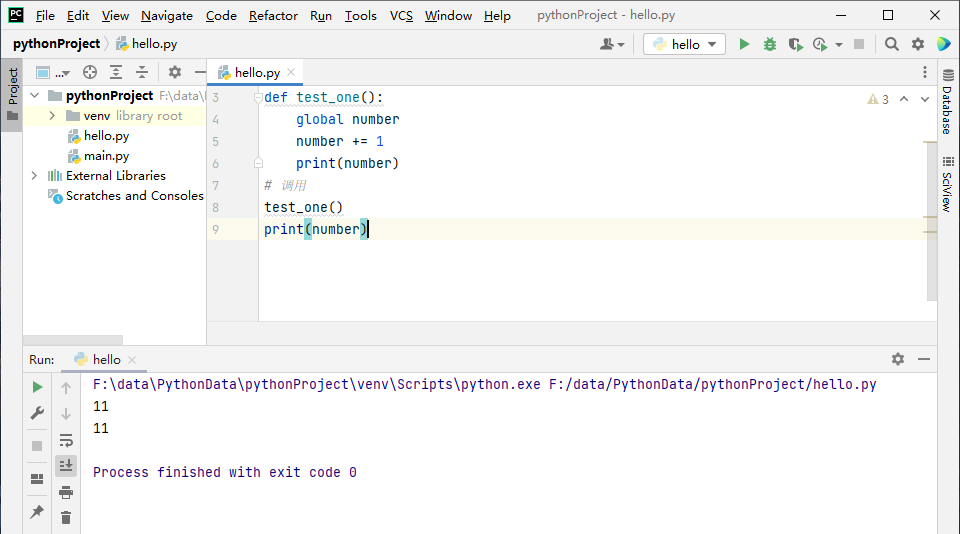 PC File Edit View Navigate Code Refactor Run Tools VCS Window Help pythonProject - hello.py
pythonProject hello.py hello
Project
... hello.py
pythonProject F:\data\
venv library root
hello.py
main.py
External Libraries
Scratches and Consoles
3 def test_one():
4 global number
5 number += 1
6 print(number)
7 # 调用
8 test_one()
9 print(number)
3
Database
SciView
Run: hello
F:\data\PythonData\pythonProject\venv\Scripts\python.exe F:/data/PythonData/pythonProject/hello.py
11
11
Process finished with exit code 0